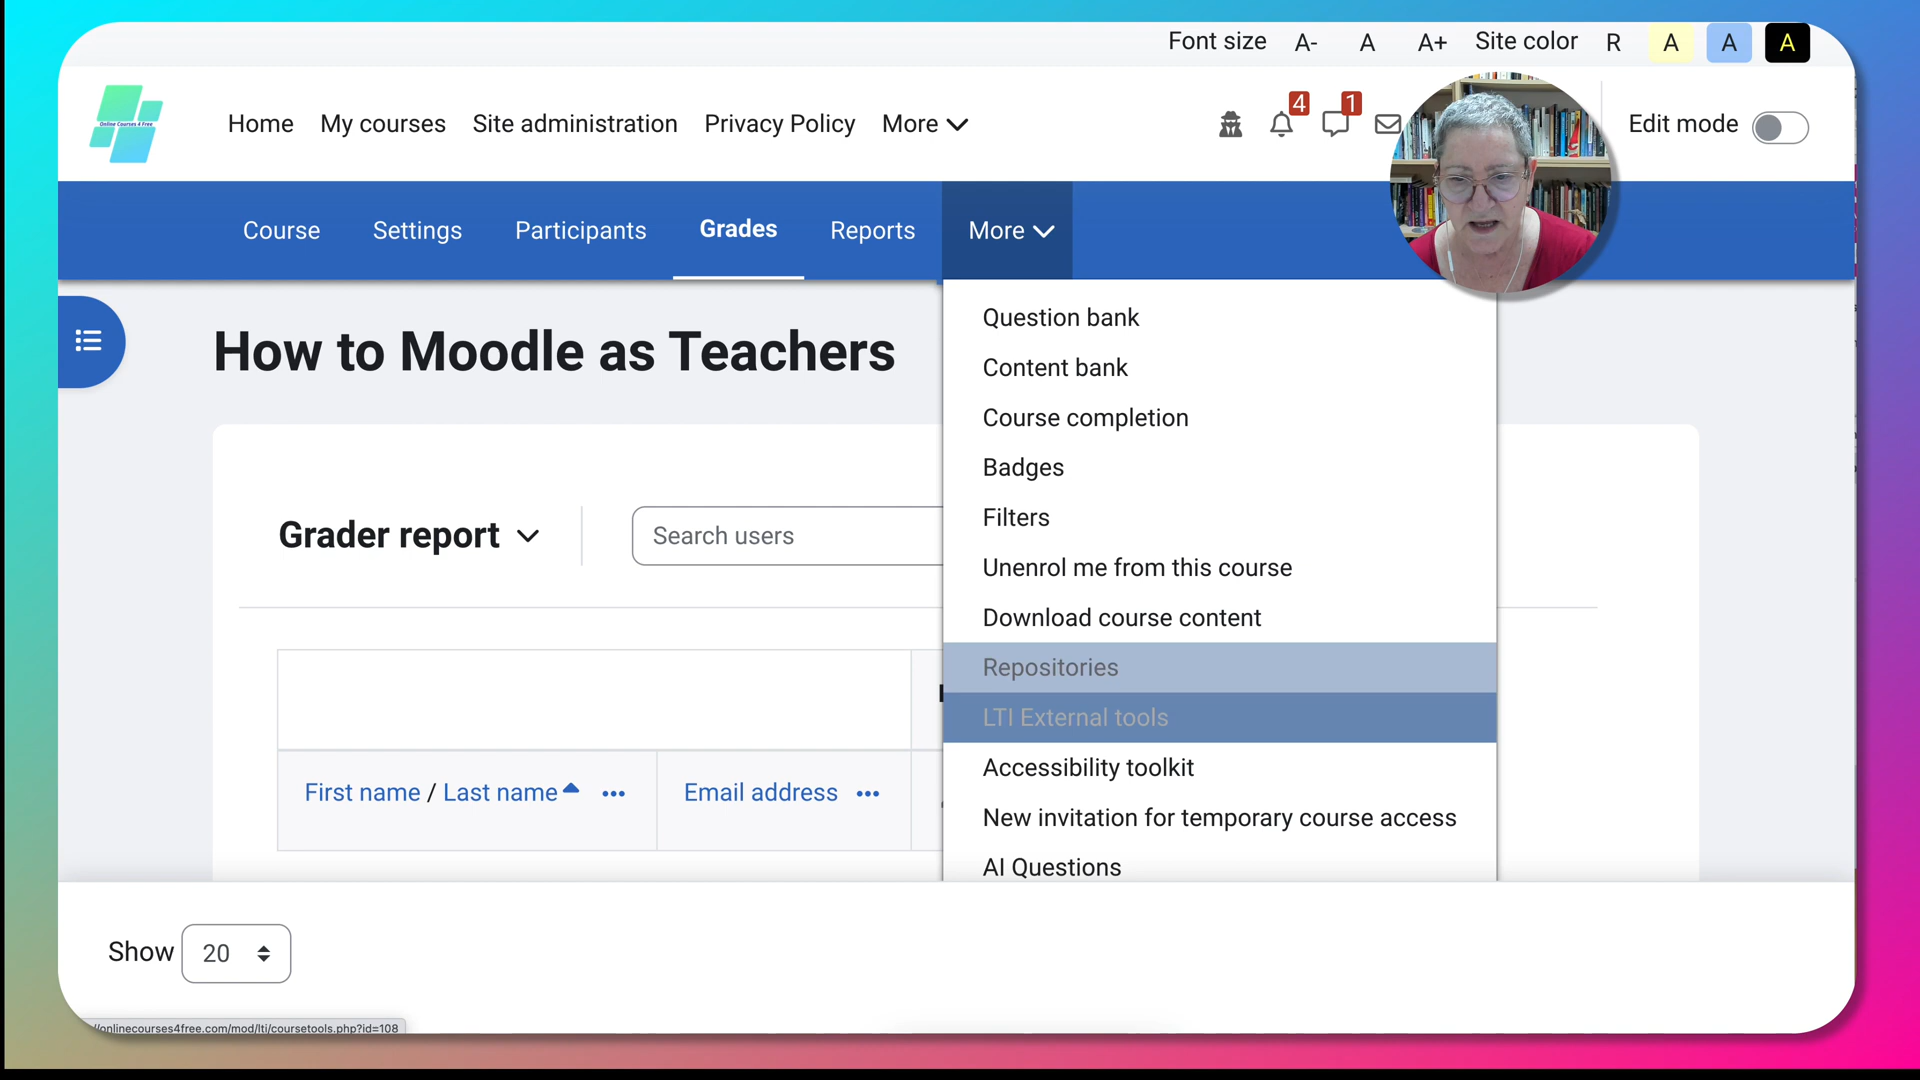 Font size A- A A+ Site color R A A A
Online Courses 4 Free
Home My courses Site administration Privacy Policy More 4 1 Edit mode
Course Settings Participants Grades Reports More
How to Moodle as Teachers
Question bank
Content bank
Course completion
Badges
Filters
Unenrol me from this course
Download course content
Repositories
LTI External tools
Accessibility toolkit
New invitation for temporary course access
AI Questions
Grader report Search users
First name / Last name Email address
Show 20
/onlinecourses4free.com/mod/lti/coursetools.php?id=108